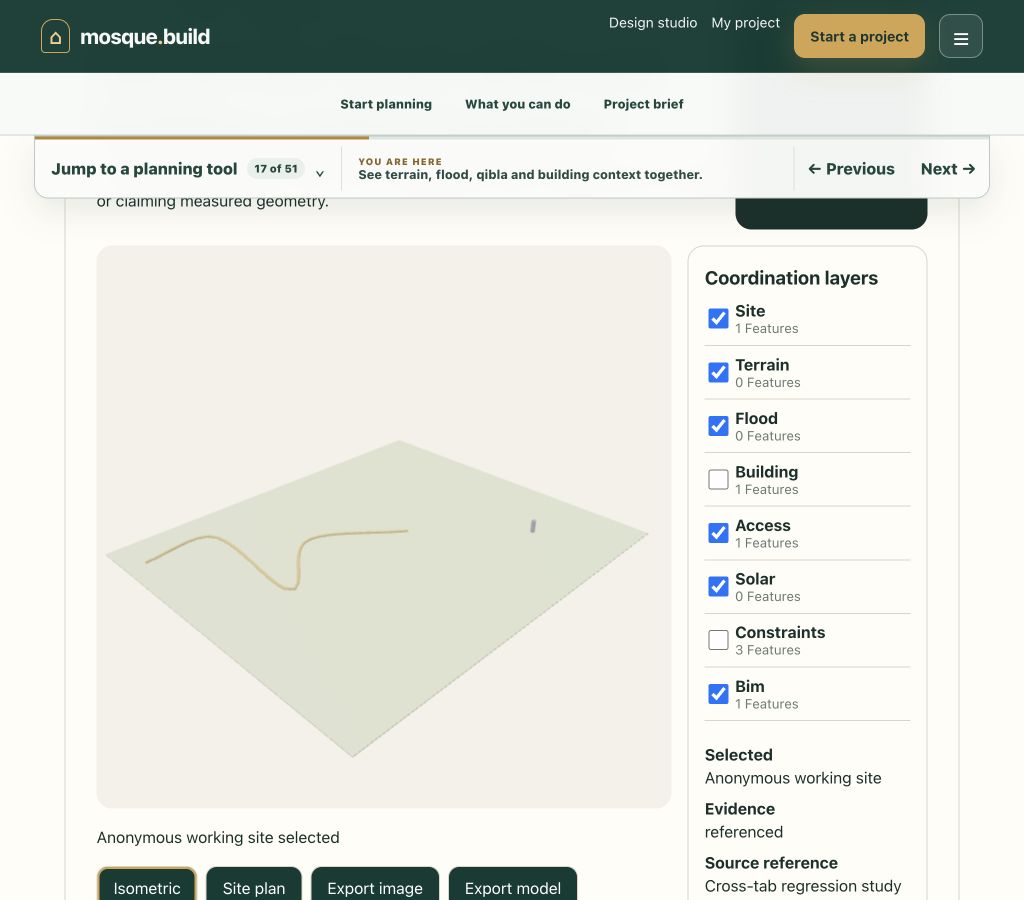 mosque.build
Design studio
My project
Start a project
Start planning
What you can do
Project brief
Jump to a planning tool
17 of 51
YOU ARE HERE
See terrain, flood, qibla and building context together.
← Previous
Next →
or claiming measured geometry.
Coordination layers
Site
1 Features
Terrain
0 Features
Flood
0 Features
Building
1 Features
Access
1 Features
Solar
0 Features
Constraints
3 Features
Bim
1 Features
Selected
Anonymous working site
Evidence
referenced
Source reference
Cross-tab regression study
Anonymous working site selected
Isometric
Site plan
Export image
Export model